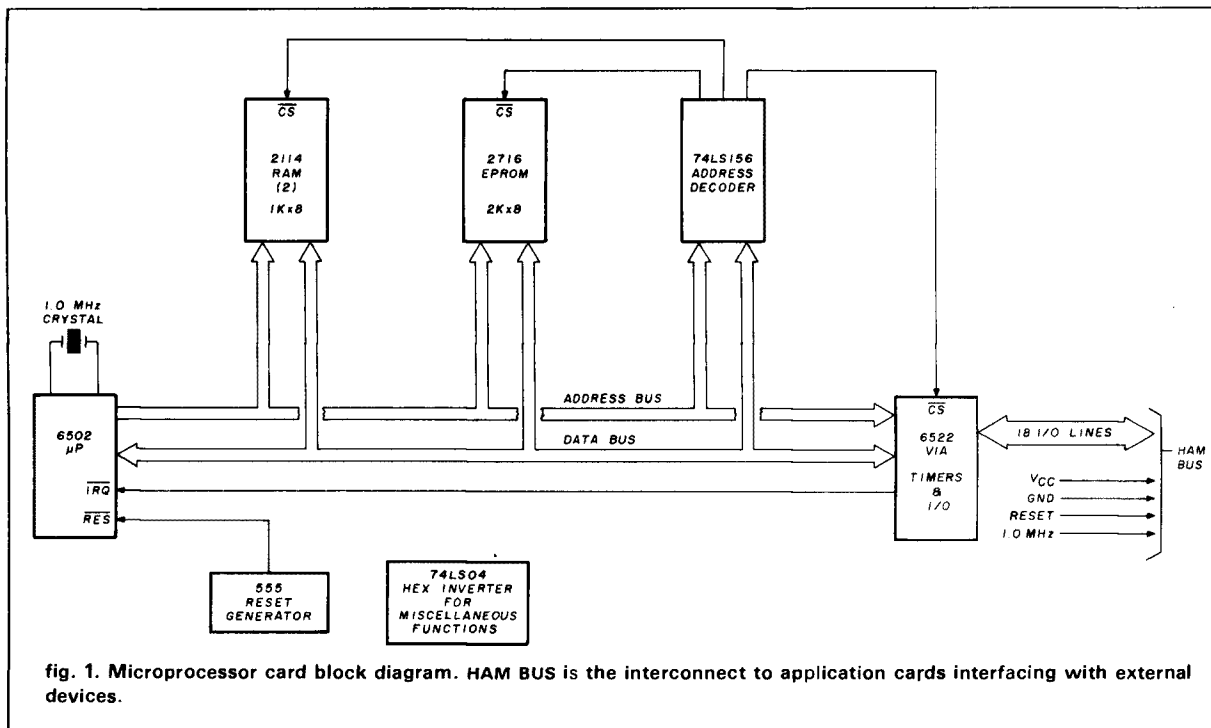 CS
2114
RAM
(2)
1K x 8
CS
2716
EPROM
2K x 8
74LS156
ADDRESS
DECODER
1.0 MHz
CRYSTAL
6502
µP
IRQ
RES
ADDRESS BUS
DATA BUS
CS
6522
VIA
TIMERS
&
I/O
18 I/O LINES
HAM
BUS
VCC
GND
RESET
1.0 MHz
555
RESET
GENERATOR
74LS04
HEX INVERTER
FOR
MISCELLANEOUS
FUNCTIONS
fig. 1. Microprocessor card block diagram. HAM BUS is the interconnect to application cards interfacing with external
devices.